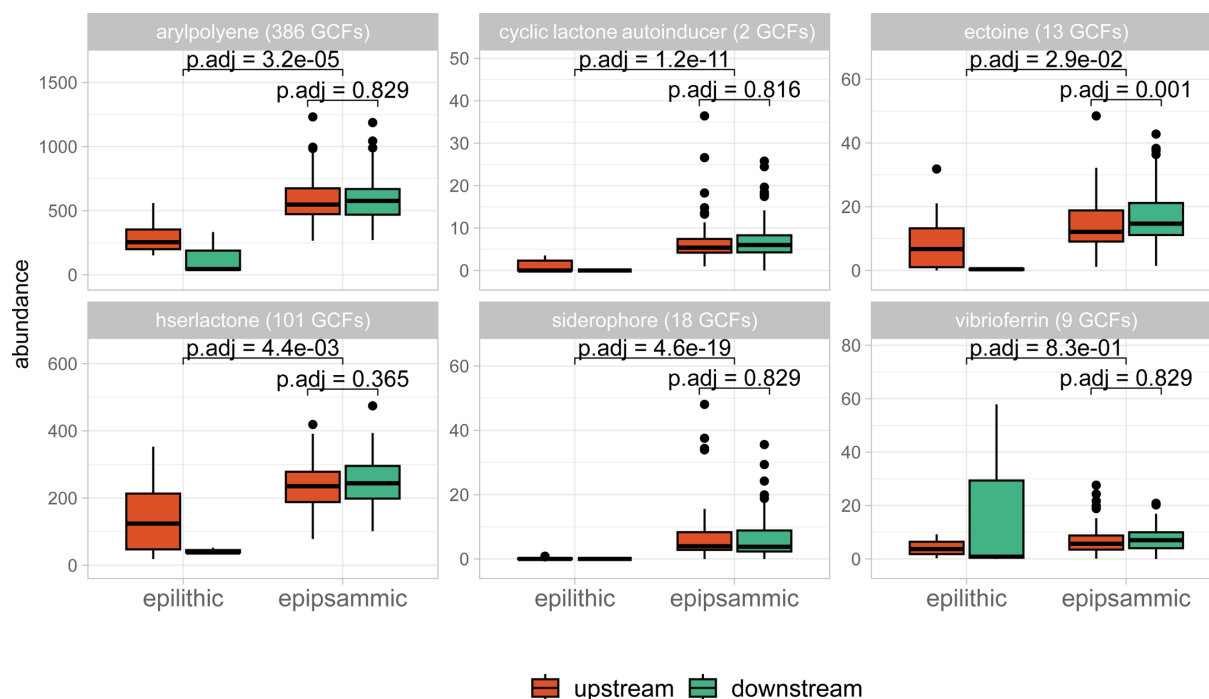 arylpolyene (386 GCFs)
cyclic lactone autoinducer (2 GCFs)
ectoine (13 GCFs)
p.adj = 3.2e-05
p.adj = 0.829
1500
1000
500
0
p.adj = 1.2e-11
p.adj = 0.816
50
40
30
20
10
0
p.adj = 2.9e-02
p.adj = 0.001
60
40
20
0
abundance
hserlactone (101 GCFs)
siderophore (18 GCFs)
vibrioferrin (9 GCFs)
p.adj = 4.4e-03
p.adj = 0.365
600
400
200
0
p.adj = 4.6e-19
p.adj = 0.829
60
40
20
0
p.adj = 8.3e-01
p.adj = 0.829
80
60
40
20
0
epilithic epipsammic
epilithic epipsammic
epilithic epipsammic
upstream downstream